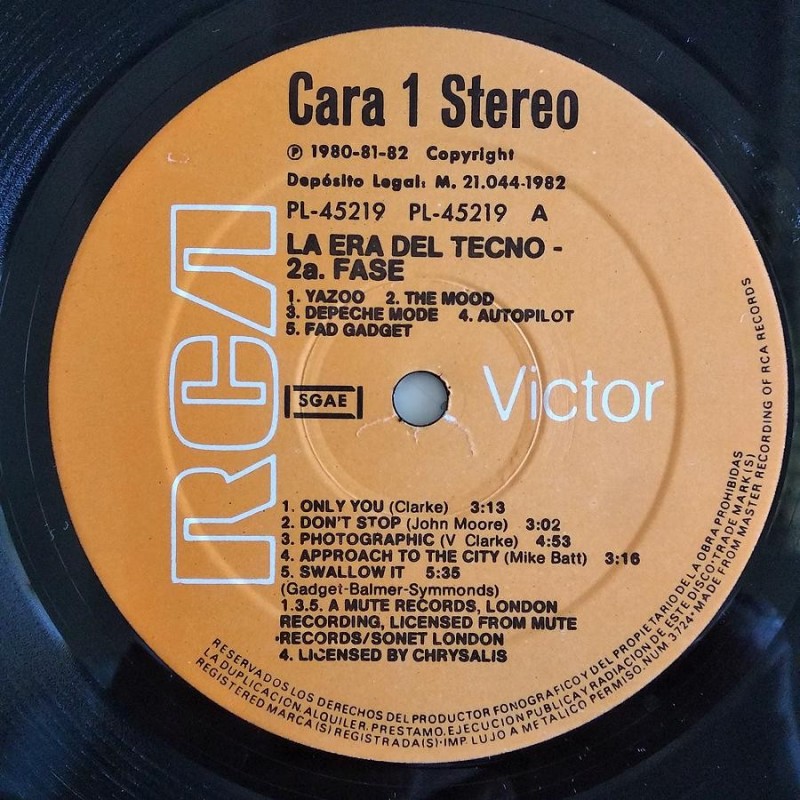 Cara 1 Stereo
℗ 1980-81-82 Copyright
Depósito Legal: M. 21.044-1982
PL-45219 PL-45219 A
LA ERA DEL TECNO -
2a. FASE
1. YAZOO 2. THE MOOD
3. DEPECHE MODE 4. AUTOPILOT
5. FAD GADGET
RCA
SGAE
Victor
1. ONLY YOU (Clarke) 3:13
2. DON'T STOP (John Moore) 3:02
3. PHOTOGRAPHIC (V Clarke) 4:53
4. APPROACH TO THE CITY (Mike Batt) 3:16
5. SWALLOW IT 5:35
(Gadget-Balmer-Symmonds)
1.3.5. A MUTE RECORDS, LONDON
RECORDING, LICENSED FROM MUTE
RECORDS/SONET LONDON
4. LICENSED BY CHRYSALIS
RESERVADOS LOS DERECHOS DEL PRODUCTOR FONOGRAFICO Y DEL PROPIETARIO DE LA OBRA PROHIBIDAS
LA DUPLICACION, ALQUILER, PRESTAMO, EJECUCION PUBLICA Y RADIACION DE ESTE DISCO·TRADE MARK(S)
REGISTERED MARCA(S) REGISTRADA(S)·IMP. LUJO A METALICO PERMISO. NUM 3724·MADE FROM MASTER RECORDING OF RCA RECORDS